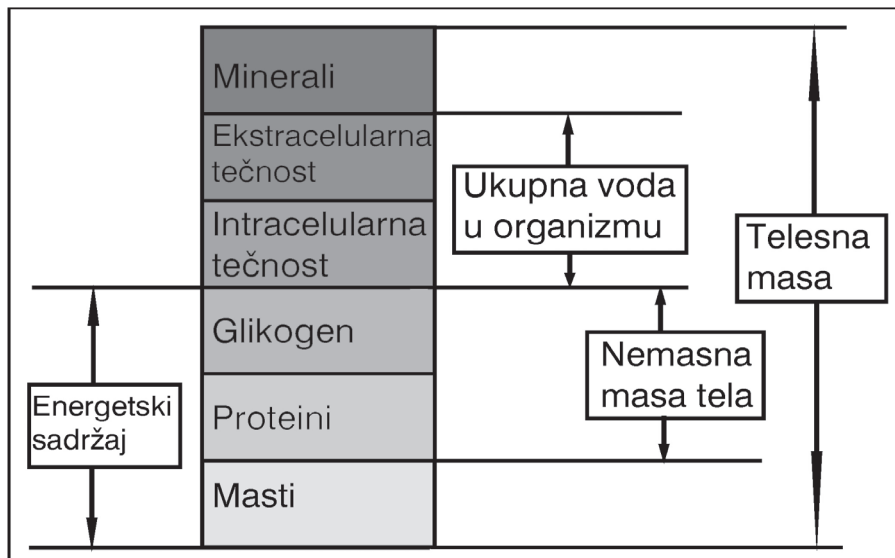 Minerali
Ekstracelularna
tečnost
Intracelularna
tečnost
Glikogen
Proteini
Masti
Ukupna voda
u organizmu
Nemasna
masa tela
Telesna
masa
Energetski
sadržaj